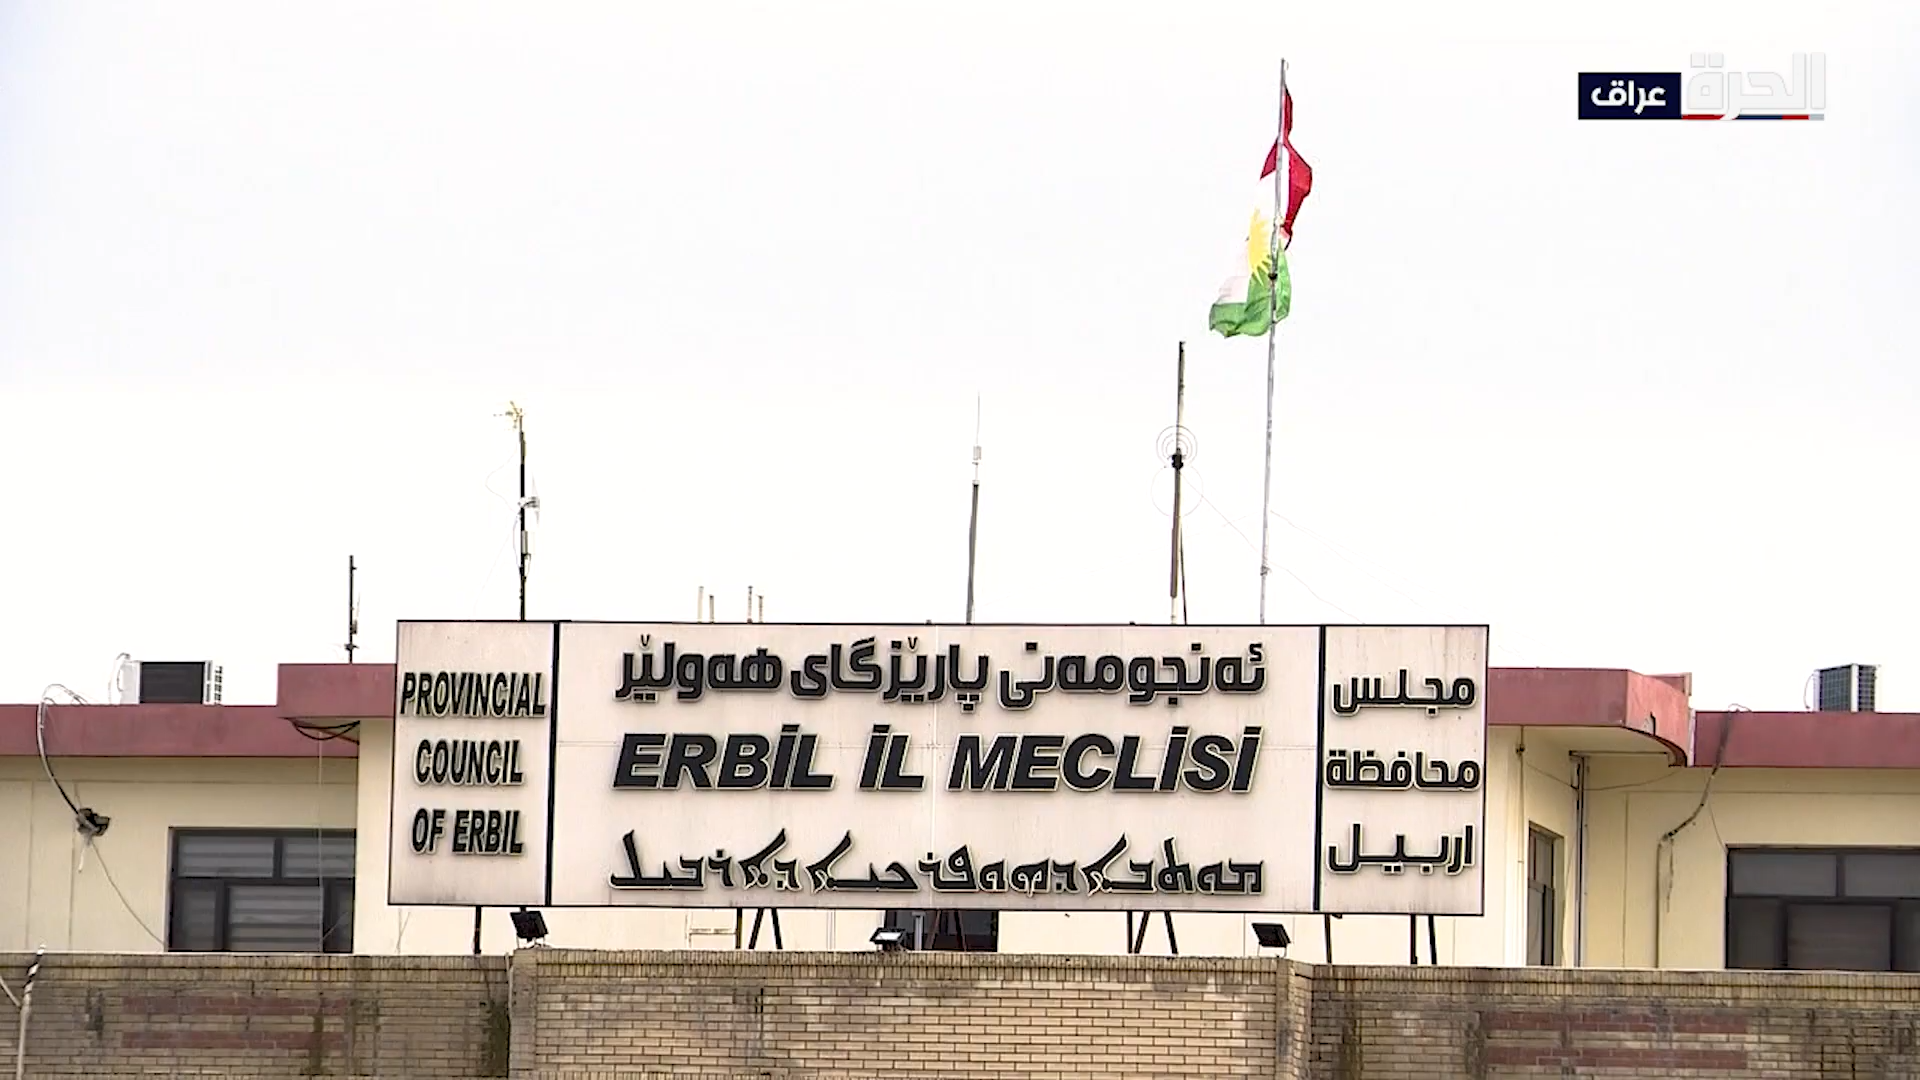 الحرة
عراق
PROVINCIAL
COUNCIL
OF ERBIL
ئەنجومەنی پارێزگای هەولێر
ERBİL İL MECLİSİ
مجلس
محافظة
اربيل